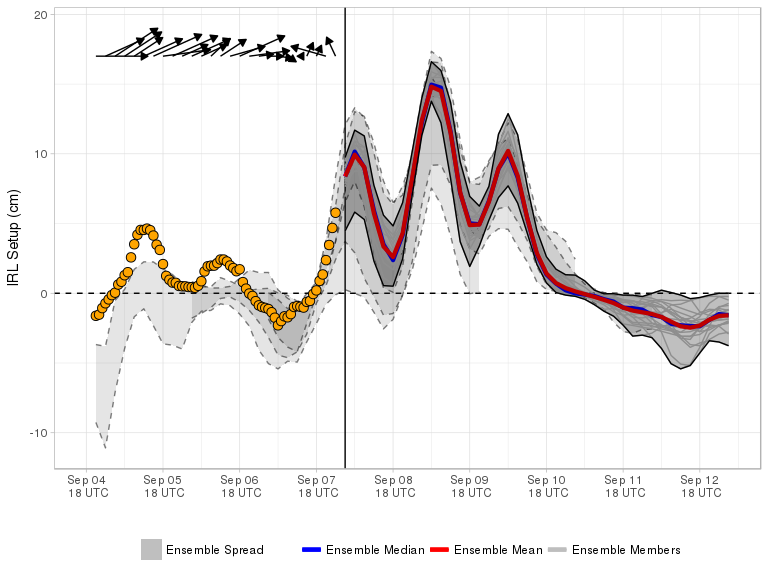 20
10
0
-10
IRL Setup (cm)
Sep 04 Sep 05 Sep 06 Sep 07 Sep 08 Sep 09 Sep 10 Sep 11 Sep 12
18 UTC 18 UTC 18 UTC 18 UTC 18 UTC 18 UTC 18 UTC 18 UTC 18 UTC
Ensemble Spread Ensemble Median Ensemble Mean Ensemble Members